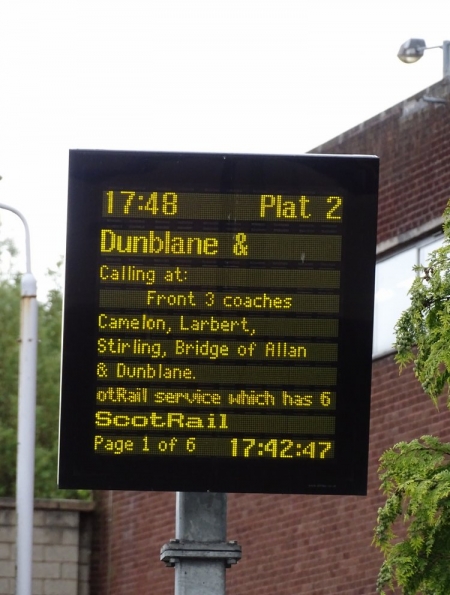 17:48 Plat 2
Dunblane &
Calling at:
Front 3 coaches
Camelon, Larbert,
Stirling, Bridge of Allan
& Dunblane.
otRail service which has 6
ScotRail
Page 1 of 6 17:42:47